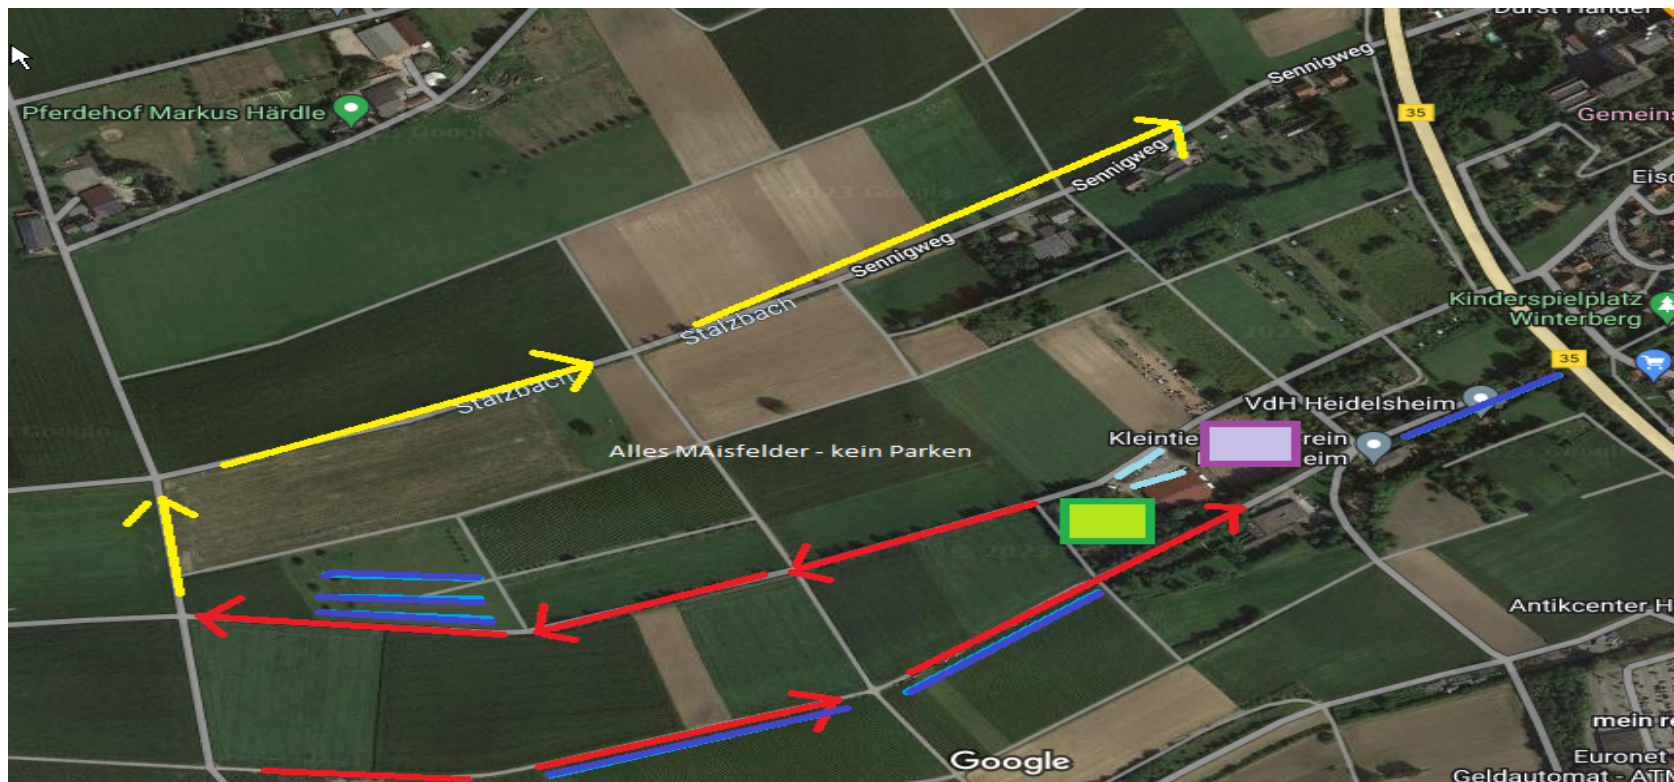 Sennigweg
35
Pferdehof Markus Härdle
Gemeins
Sennigweg
Eisc
Sennigweg
Kinderspielplatz
Winterberg
Stalzbach
35
Stalzbach
VdH Heidelsheim
Alles MAisfelder - kein Parken
rein
eim
Antikcenter H
mein re
Google
Euronet
Geldautomat - ATM